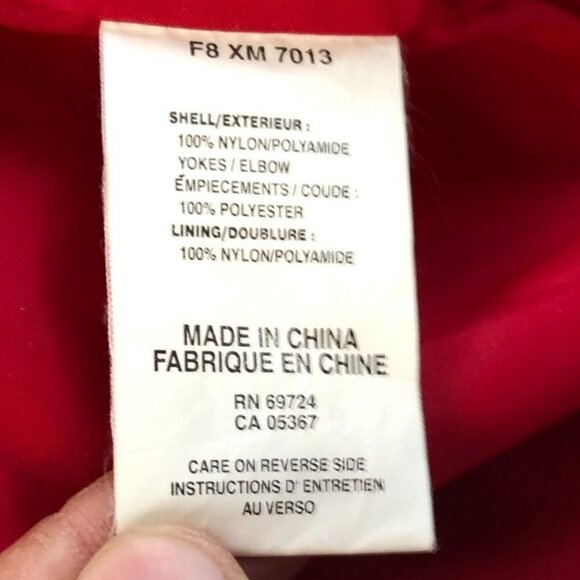 F8 XM 7013
SHELL/EXTERIEUR :
100% NYLON/POLYAMIDE
YOKES / ELBOW
ÉMPIECEMENTS / COUDE :
100% POLYESTER
LINING/DOUBLURE :
100% NYLON/POLYAMIDE
MADE IN CHINA
FABRIQUE EN CHINE
RN 69724
CA 05367
CARE ON REVERSE SIDE
INSTRUCTIONS D' ENTRETIEN
AU VERSO